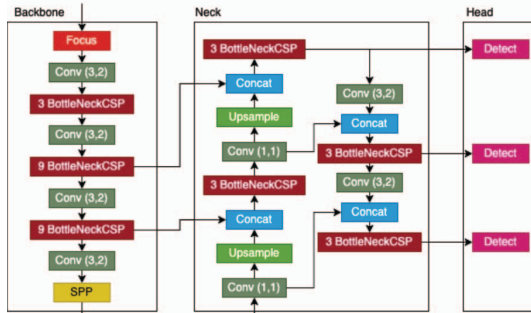 Backbone
Focus
Conv (3,2)
3 BottleNeckCSP
Conv (3,2)
9 BottleNeckCSP
Conv (3,2)
9 BottleNeckCSP
Conv (3,2)
SPP
Neck
3 BottleNeckCSP
Concat
Upsample
Conv (1,1)
3 BottleNeckCSP
Concat
Upsample
Conv (1,1)
Conv (3,2)
Concat
3 BottleNeckCSP
Conv (3,2)
Concat
3 BottleNeckCSP
Head
Detect
Detect
Detect